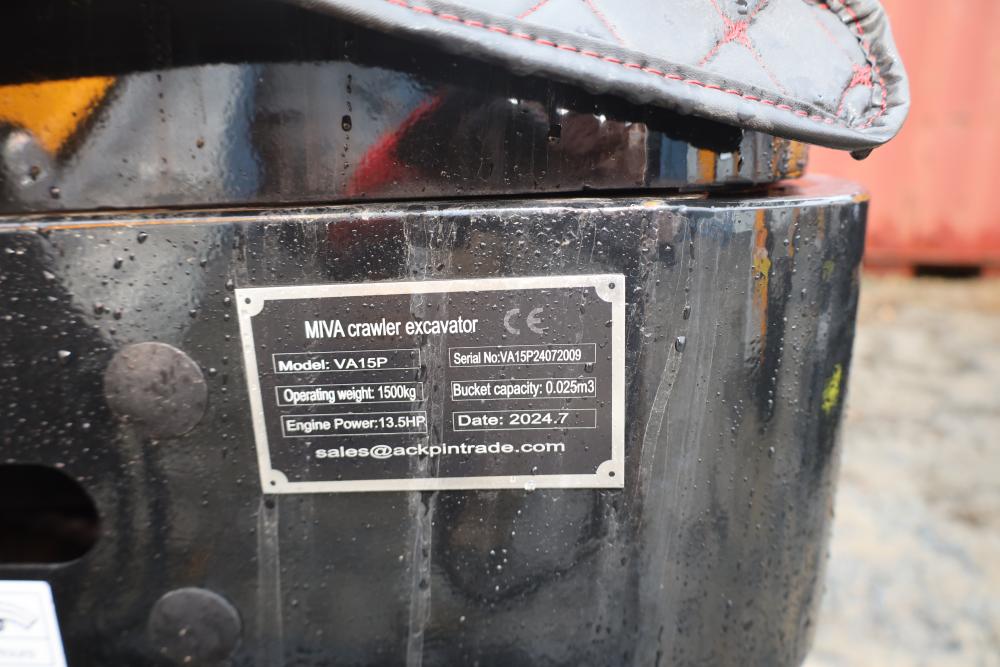 MIVA crawler excavator CE
Model: VA15P
Serial No:VA15P24072009
Operating weight: 1500kg
Bucket capacity: 0.025m3
Engine Power:13.5HP
Date: 2024.7
sales@ackpintrade.com